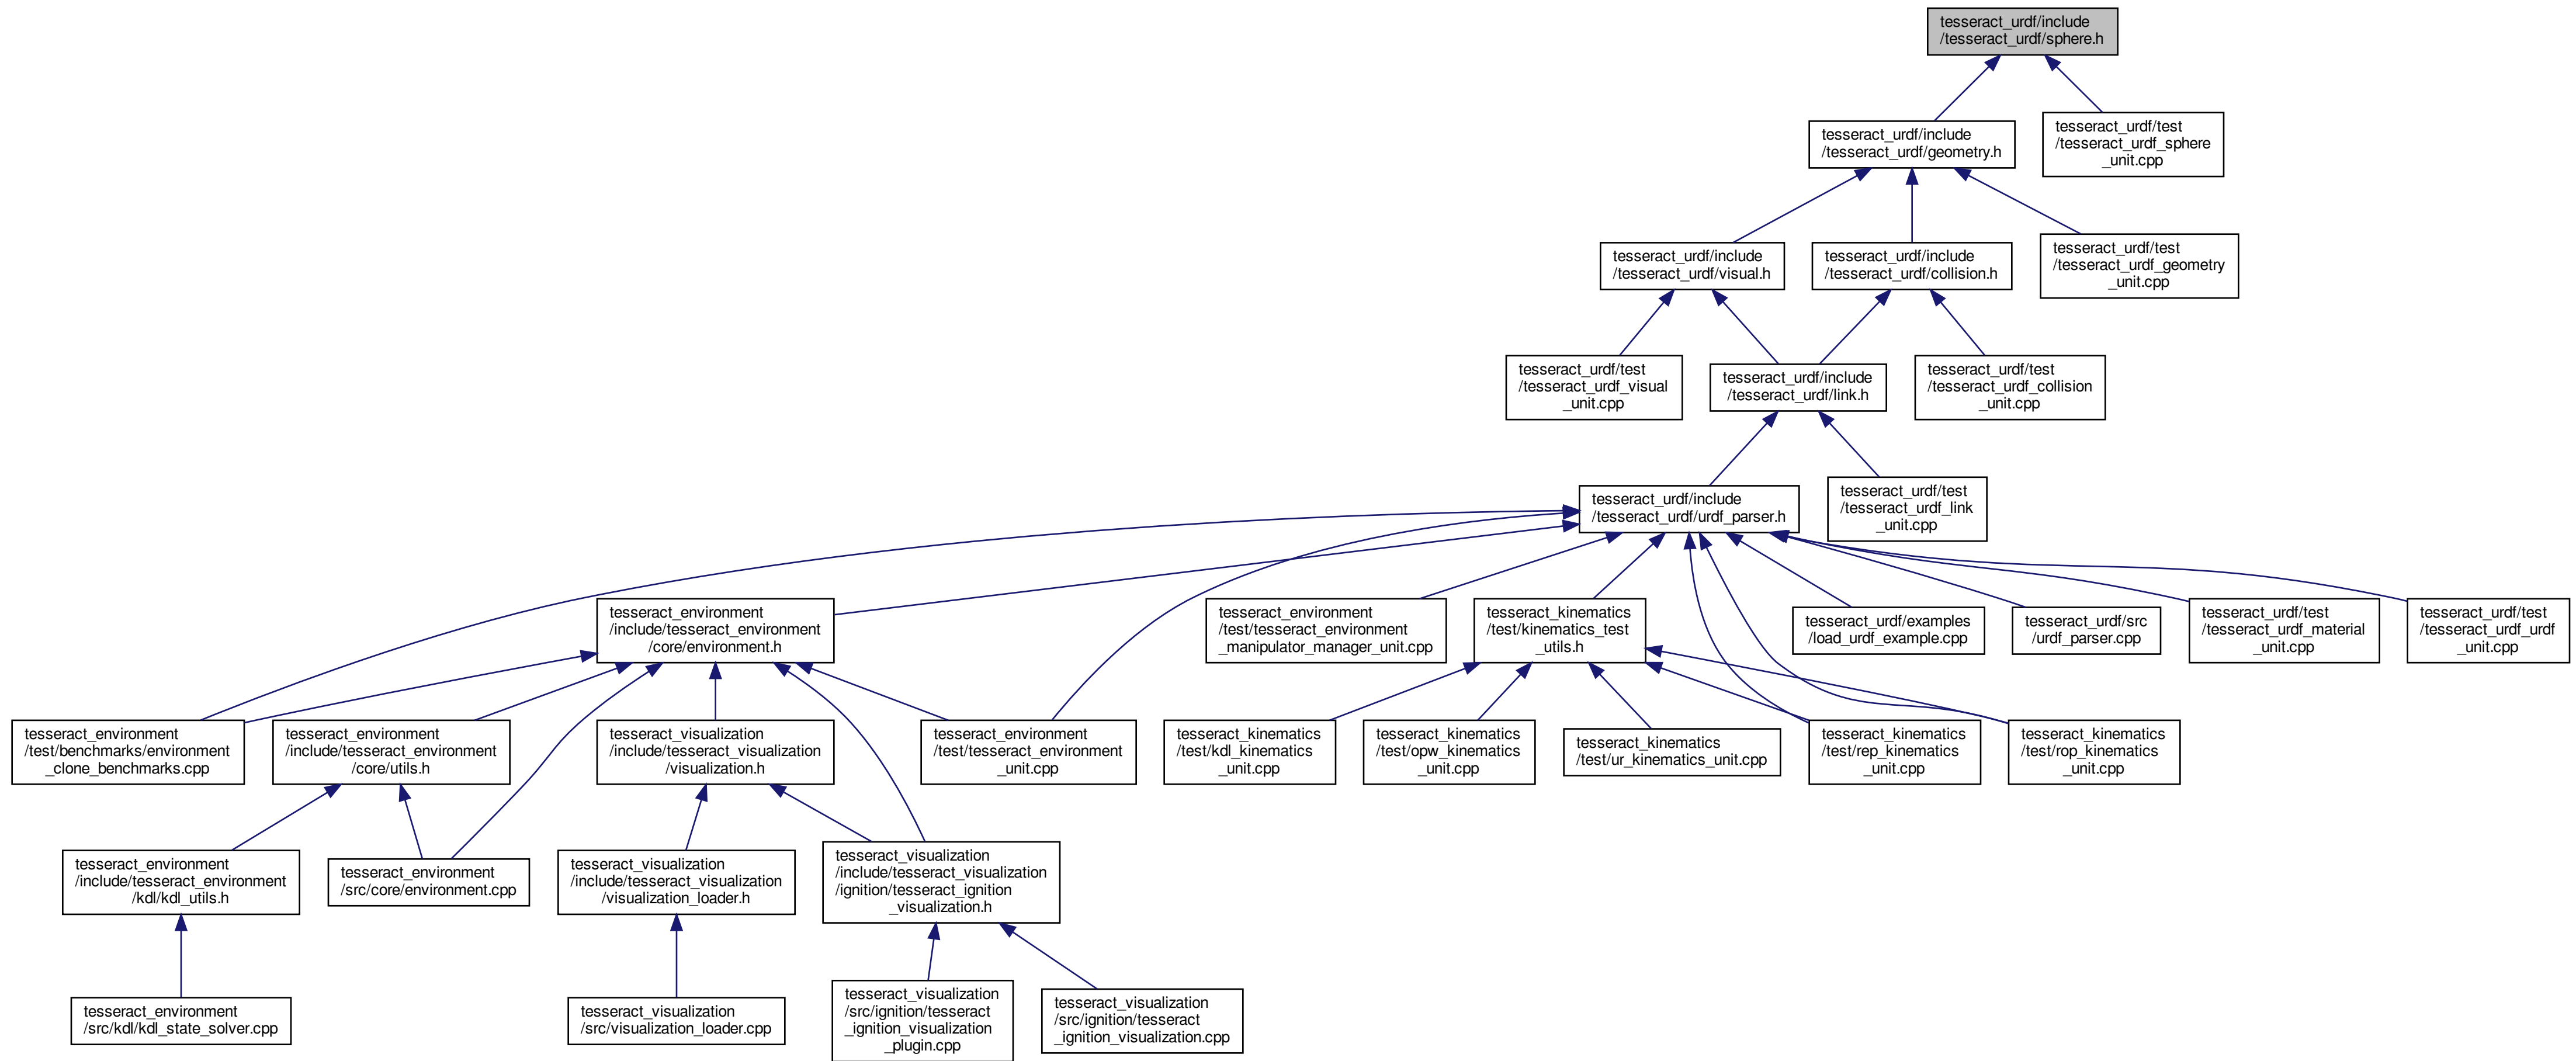 tesseract_urdf/include
/tesseract_urdf/sphere.h
tesseract_urdf/include
/tesseract_urdf/geometry.h
tesseract_urdf/test
/tesseract_urdf_sphere
_unit.cpp
tesseract_urdf/include
/tesseract_urdf/visual.h
tesseract_urdf/include
/tesseract_urdf/collision.h
tesseract_urdf/test
/tesseract_urdf_geometry
_unit.cpp
tesseract_urdf/test
/tesseract_urdf_visual
_unit.cpp
tesseract_urdf/include
/tesseract_urdf/link.h
tesseract_urdf/test
/tesseract_urdf_collision
_unit.cpp
tesseract_urdf/include
/tesseract_urdf/urdf_parser.h
tesseract_urdf/test
/tesseract_urdf_link
_unit.cpp
tesseract_environment
/include/tesseract_environment
/core/environment.h
tesseract_environment
/test/tesseract_environment
_manipulator_manager_unit.cpp
tesseract_kinematics
/test/kinematics_test
_utils.h
tesseract_urdf/examples
/load_urdf_example.cpp
tesseract_urdf/src
/urdf_parser.cpp
tesseract_urdf/test
/tesseract_urdf_material
_unit.cpp
tesseract_urdf/test
/tesseract_urdf_urdf
_unit.cpp
tesseract_environment
/test/benchmarks/environment
_clone_benchmarks.cpp
tesseract_environment
/include/tesseract_environment
/core/utils.h
tesseract_visualization
/include/tesseract_visualization
/visualization.h
tesseract_environment
/test/tesseract_environment
_unit.cpp
tesseract_kinematics
/test/kdl_kinematics
_unit.cpp
tesseract_kinematics
/test/opw_kinematics
_unit.cpp
tesseract_kinematics
/test/ur_kinematics_unit.cpp
tesseract_kinematics
/test/rep_kinematics
_unit.cpp
tesseract_kinematics
/test/rop_kinematics
_unit.cpp
tesseract_environment
/include/tesseract_environment
/kdl/kdl_utils.h
tesseract_environment
/src/core/environment.cpp
tesseract_visualization
/include/tesseract_visualization
/visualization_loader.h
tesseract_visualization
/include/tesseract_visualization
/ignition/tesseract_ignition
_visualization.h
tesseract_environment
/src/kdl/kdl_state_solver.cpp
tesseract_visualization
/src/visualization_loader.cpp
tesseract_visualization
/src/ignition/tesseract
_ignition_visualization
_plugin.cpp
tesseract_visualization
/src/ignition/tesseract
_ignition_visualization.cpp